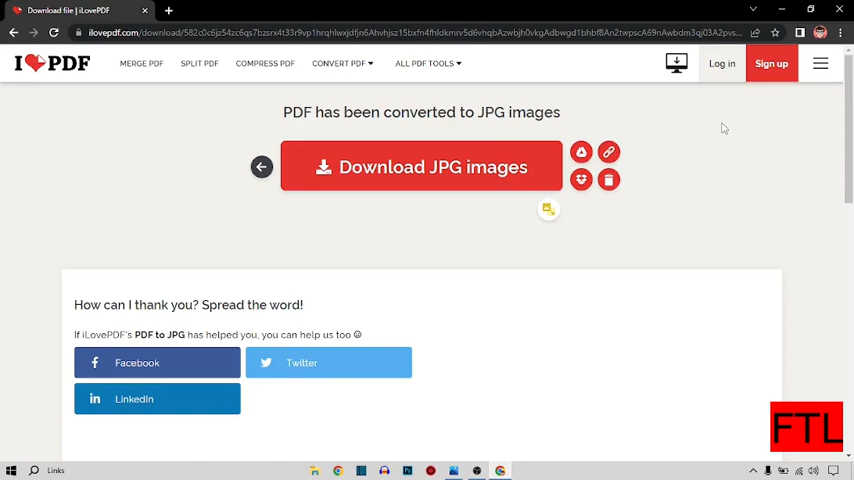 Download file | iLovePDF
I PDF
MERGE PDF
SPLIT PDF
COMPRESS PDF
CONVERT PDF
ALL PDF TOOLS
Log in
Sign up
PDF has been converted to JPG images
Download JPG images
How can I thank you? Spread the word!
If iLovePDF's PDF to JPG has helped you, you can help us too
Facebook
Twitter
LinkedIn
FTL
Links